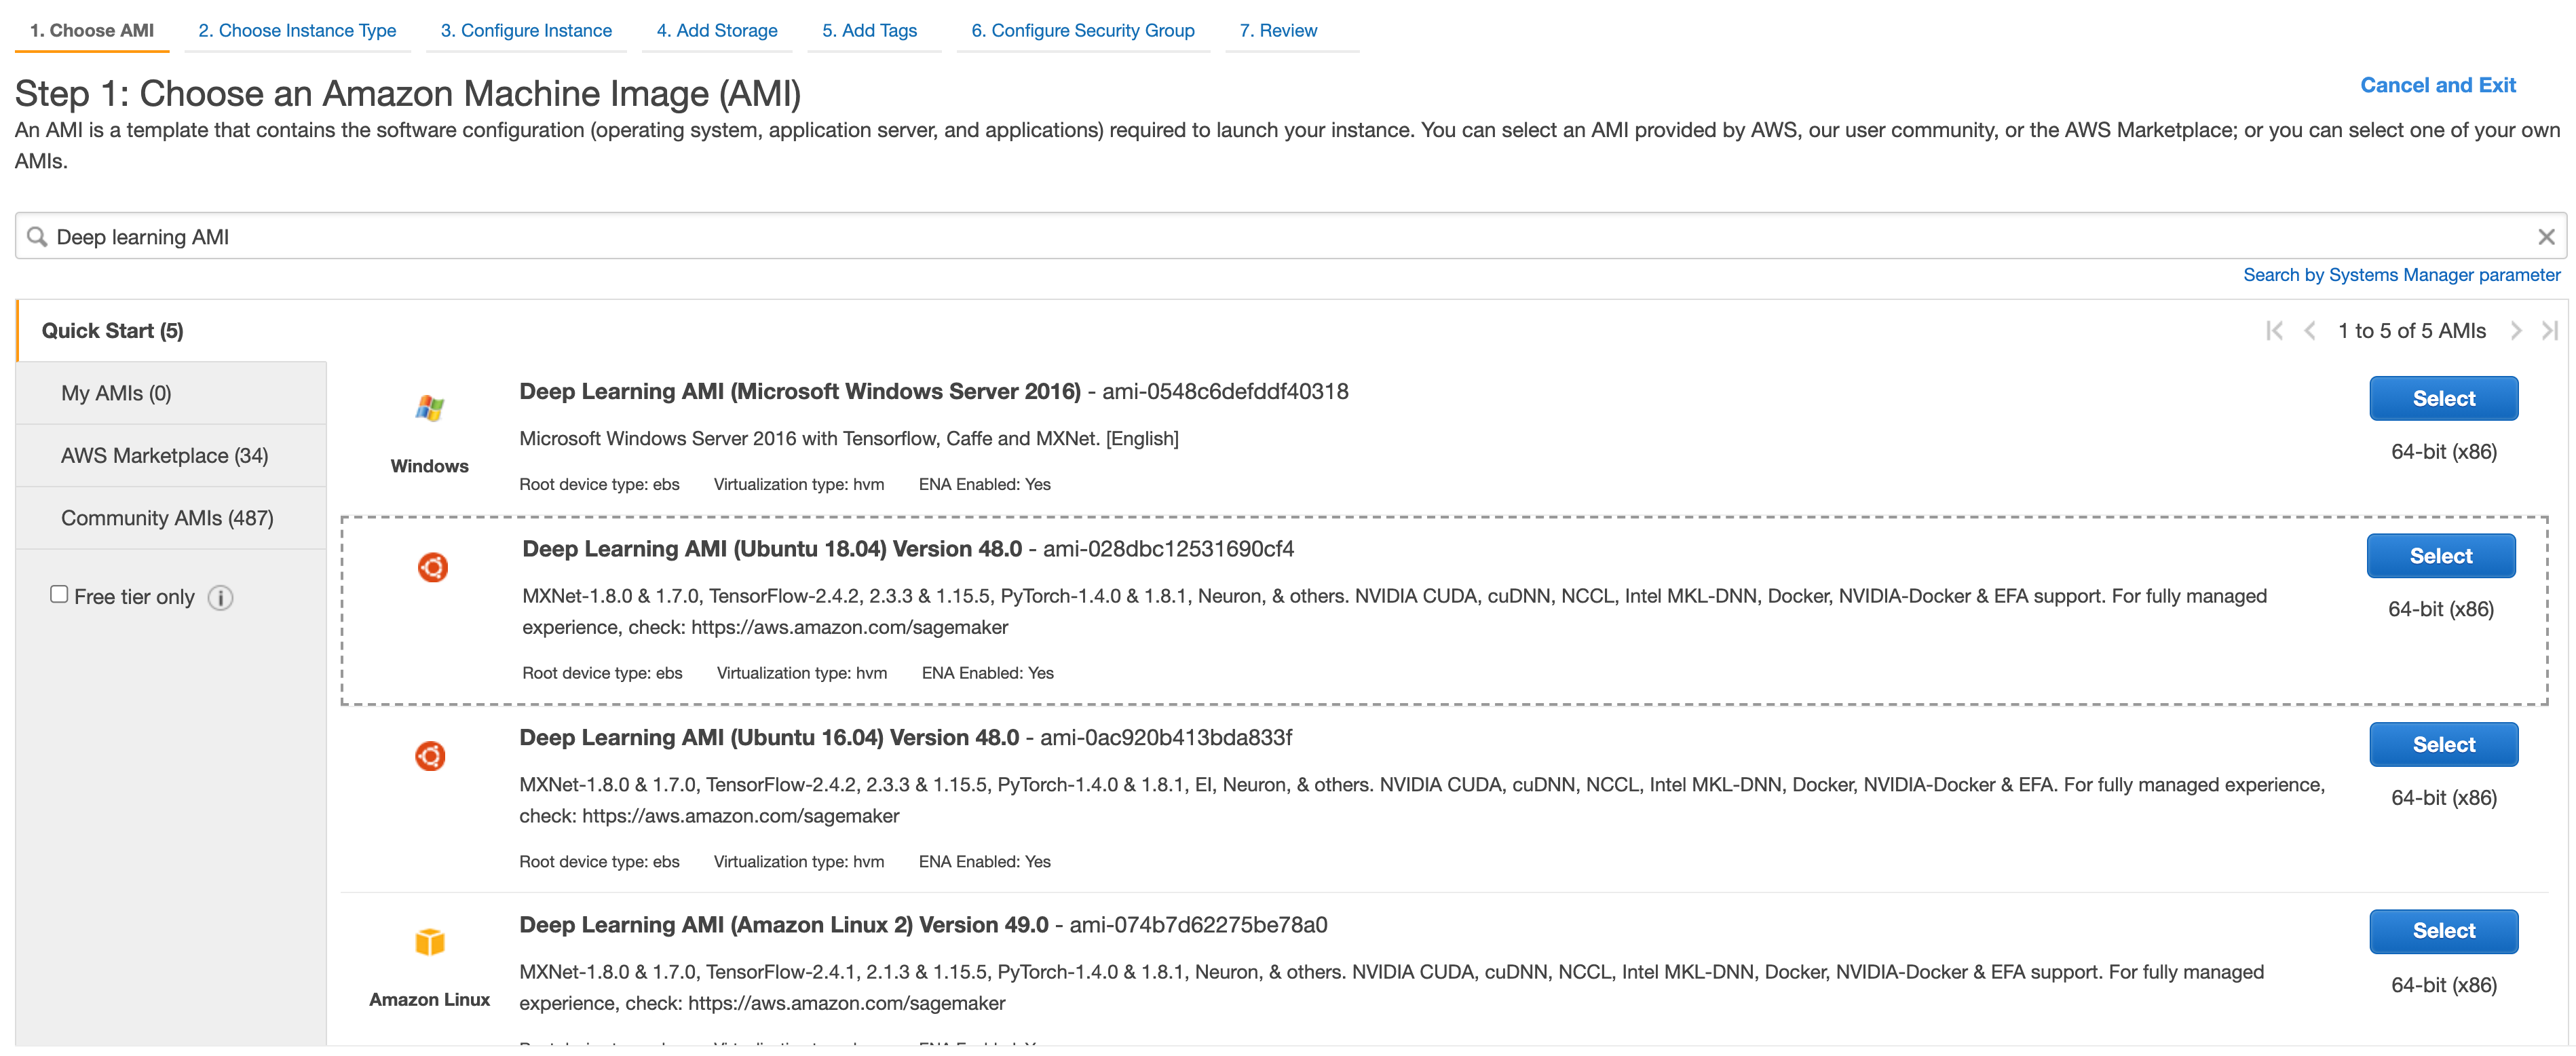 1. Choose AMI 2. Choose Instance Type 3. Configure Instance 4. Add Storage 5. Add Tags 6. Configure Security Group 7. Review
Step 1: Choose an Amazon Machine Image (AMI)
Cancel and Exit
An AMI is a template that contains the software configuration (operating system, application server, and applications) required to launch your instance. You can select an AMI provided by AWS, our user community, or the AWS Marketplace; or you can select one of your own
AMIs.
Deep learning AMI
Search by Systems Manager parameter
Quick Start (5)
1 to 5 of 5 AMIs
My AMIs (0)
AWS Marketplace (34)
Community AMIs (487)
Free tier only
Windows
Deep Learning AMI (Microsoft Windows Server 2016) - ami-0548c6defddf40318
Microsoft Windows Server 2016 with Tensorflow, Caffe and MXNet. [English]
Root device type: ebs Virtualization type: hvm ENA Enabled: Yes
Select
64-bit (x86)
Deep Learning AMI (Ubuntu 18.04) Version 48.0 - ami-028dbc12531690cf4
MXNet-1.8.0 & 1.7.0, TensorFlow-2.4.2, 2.3.3 & 1.15.5, PyTorch-1.4.0 & 1.8.1, Neuron, & others. NVIDIA CUDA, cuDNN, NCCL, Intel MKL-DNN, Docker, NVIDIA-Docker & EFA support. For fully managed
experience, check: https://aws.amazon.com/sagemaker
Root device type: ebs Virtualization type: hvm ENA Enabled: Yes
Select
64-bit (x86)
Deep Learning AMI (Ubuntu 16.04) Version 48.0 - ami-0ac920b413bda833f
MXNet-1.8.0 & 1.7.0, TensorFlow-2.4.2, 2.3.3 & 1.15.5, PyTorch-1.4.0 & 1.8.1, EI, Neuron, & others. NVIDIA CUDA, cuDNN, NCCL, Intel MKL-DNN, Docker, NVIDIA-Docker & EFA. For fully managed experience,
check: https://aws.amazon.com/sagemaker
Root device type: ebs Virtualization type: hvm ENA Enabled: Yes
Select
64-bit (x86)
Amazon Linux
Deep Learning AMI (Amazon Linux 2) Version 49.0 - ami-074b7d62275be78a0
MXNet-1.8.0 & 1.7.0, TensorFlow-2.4.1, 2.1.3 & 1.15.5, PyTorch-1.4.0 & 1.8.1, Neuron, & others. NVIDIA CUDA, cuDNN, NCCL, Intel MKL-DNN, Docker, NVIDIA-Docker & EFA support. For fully managed
experience, check: https://aws.amazon.com/sagemaker
Select
64-bit (x86)